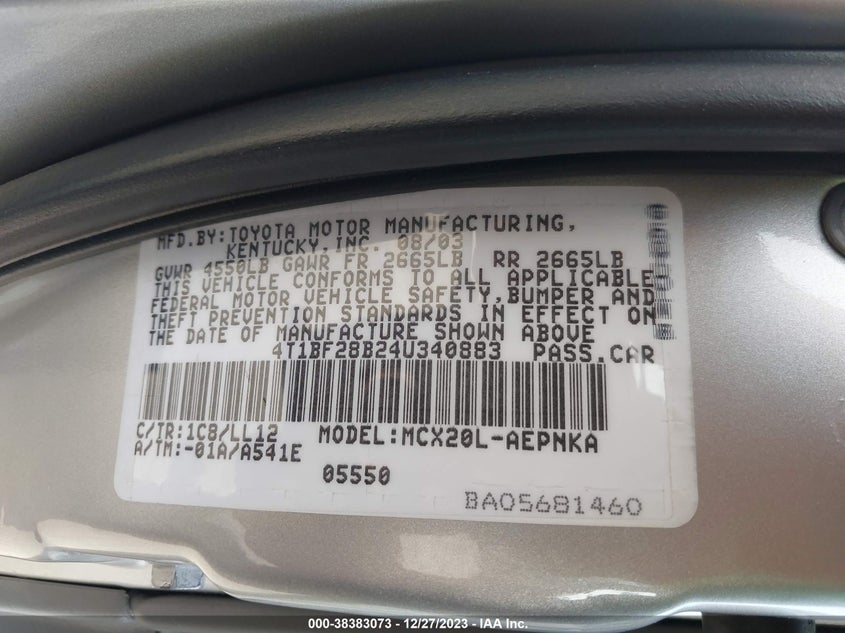 MFD.BY:TOYOTA MOTOR MANUFACTURING,
KENTUCKY,INC. 08/03
GVWR 4550LB GAWR FR 2665LB RR 2665LB
THIS VEHICLE CONFORMS TO ALL APPLICABLE
FEDERAL MOTOR VEHICLE SAFETY,BUMPER AND
THEFT PREVENTION STANDARDS IN EFFECT ON
THE DATE OF MANUFACTURE SHOWN ABOVE
4T1BF28B24U340883 PASS.CAR
C/TR:1C8/LL12 MODEL:MCX20L-AEPNKA
A/TM:-01A/A541E
05550
BA05681460
000-38383073 - 12/27/2023 - IAA Inc.